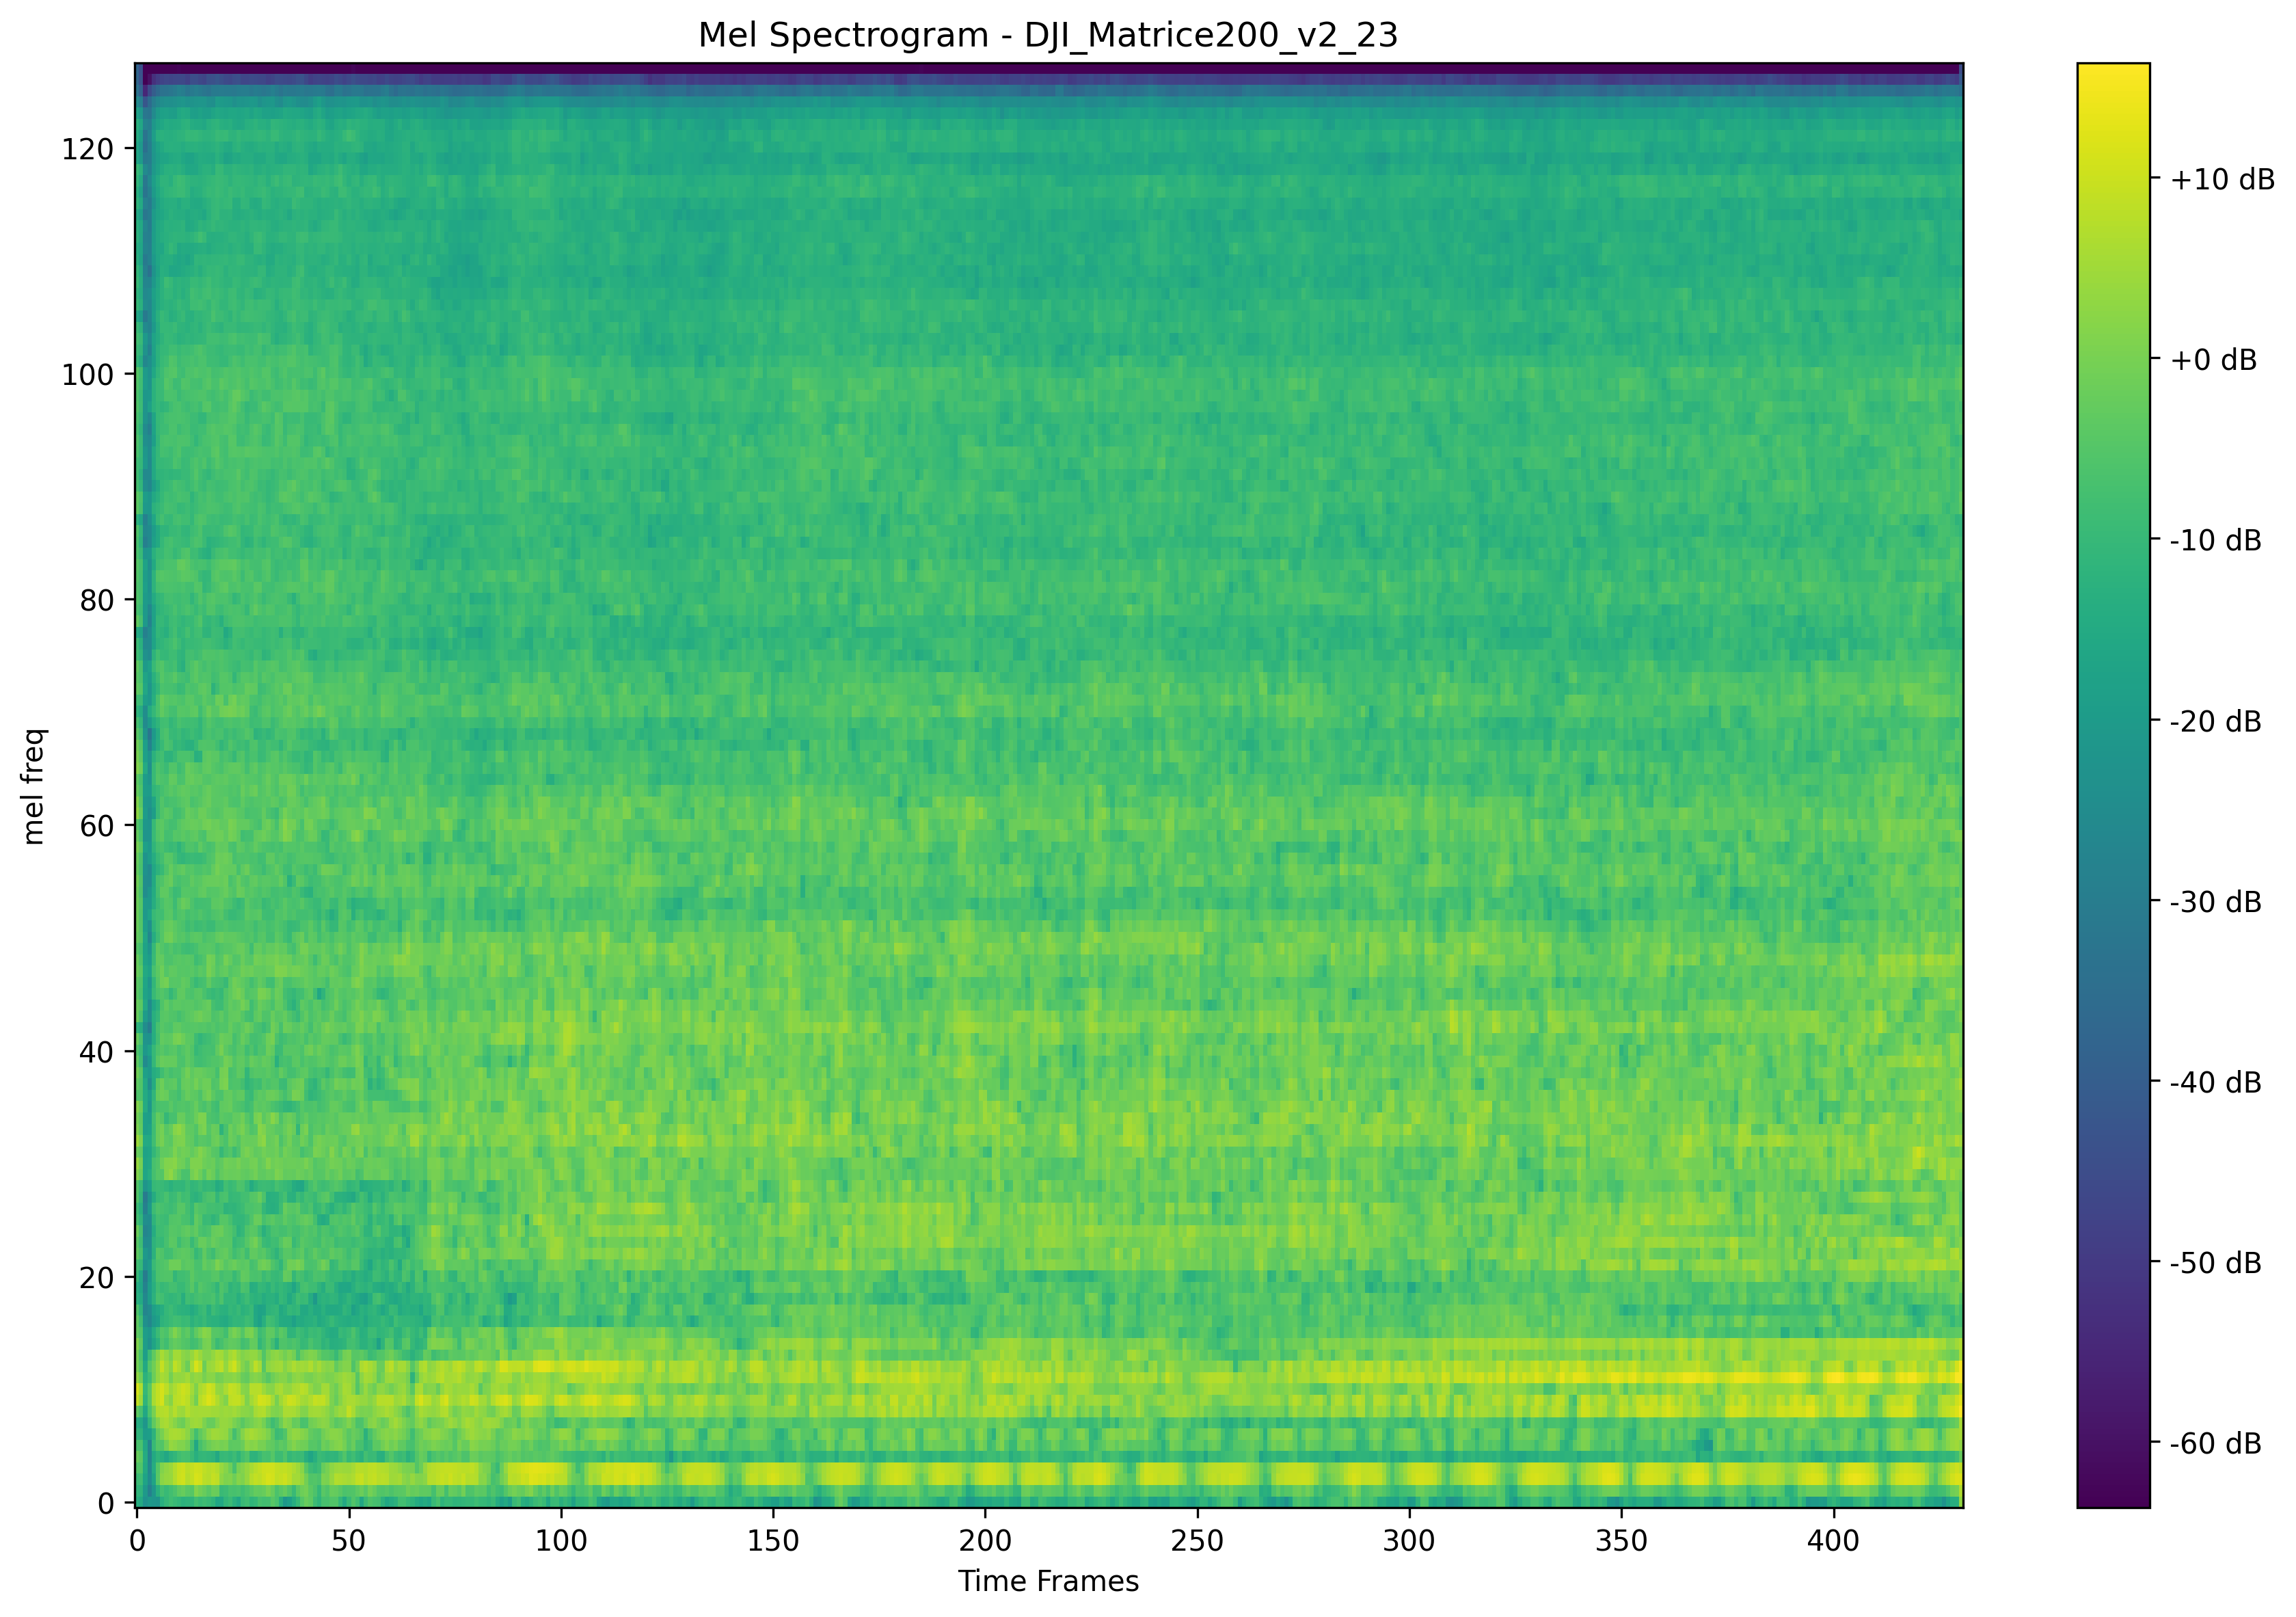 Mel Spectrogram - DJI_Matrice200_v2_23
120
100
80
60
40
20
0
mel freq
0 50 100 150 200 250 300 350 400
Time Frames
+10 dB
+0 dB
-10 dB
-20 dB
-30 dB
-40 dB
-50 dB
-60 dB